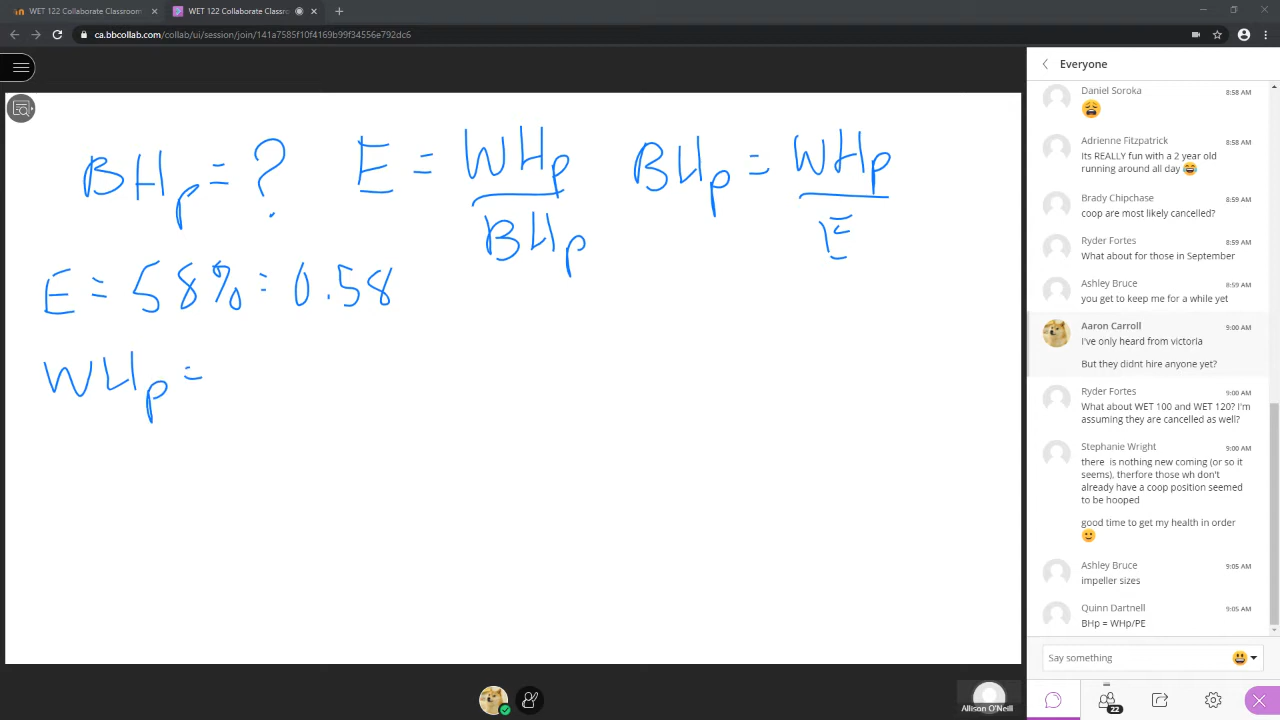 WET 122 Collaborate Classroom
WET 122 Collaborate Classro
ca.bbcollab.com/collab/ui/session/join/141a7585f10f4169b99f34556e792dc6
BHp = ? E = WHp / BHp BHp = WHp / E
E = 58% = 0.58
WHp =
Everyone
Daniel Soroka 8:58 AM
😩
Adrienne Fitzpatrick 8:58 AM
Its REALLY fun with a 2 year old
running around all day 😂
Brady Chipchase 8:59 AM
coop are most likely cancelled?
Ryder Fortes 8:59 AM
What about for those in September
Ashley Bruce 8:59 AM
you get to keep me for a while yet
Aaron Carroll 9:00 AM
I've only heard from victoria
But they didnt hire anyone yet?
Ryder Fortes 9:00 AM
What about WET 100 and WET 120? I'm
assuming they are cancelled as well?
Stephanie Wright 9:00 AM
there is nothing new coming (or so it
seems), therfore those wh don't
already have a coop position seemed
to be hooped
good time to get my health in order
🙂
Ashley Bruce 9:05 AM
impeller sizes
Quinn Dartnell 9:05 AM
BHp = WHp/PE
Say something
22
Allison O'Neill